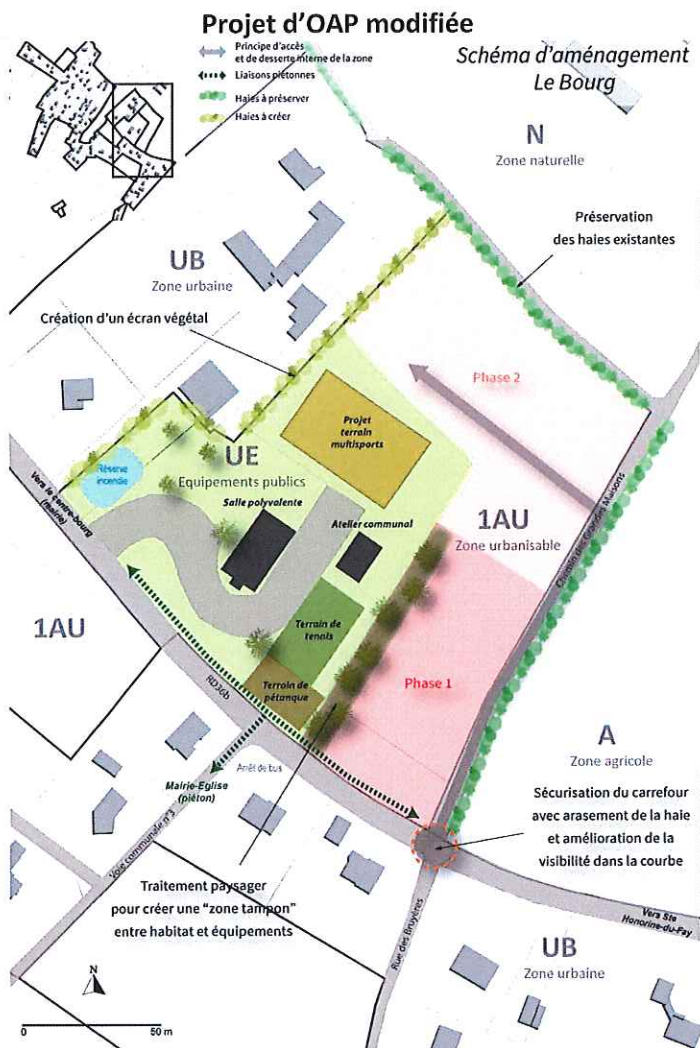 Projet d'OAP modifiée
Principe d'accès
et de desserte interne de la zone
Liaisons piétonnes
Haies à préserver
Haies à créer
Schéma d'aménagement
Le Bourg
N
Zone naturelle
Préservation
des haies existantes
UB
Zone urbaine
Création d'un écran végétal
Phase 2
Projet
terrain
multisports
Réserve
incendie
UE
Equipements publics
Salle polyvalente
Atelier communal
Vers le centre-bourg
(mairie)
1AU
Zone urbanisable
Chemin des Grandes Maisons
1AU
Terrain de
tennis
Phase 1
RD36b
Terrain de
pétanque
A
Zone agricole
Arrêt de bus
Mairie-Eglise
(piéton)
Sécurisation du carrefour
avec arasement de la haie
et amélioration de la
visibilité dans la courbe
Voie communale n°3
Traitement paysager
pour créer une "zone tampon"
entre habitat et équipements
Rue des Bruyères
Vers Ste
Honorine-du-Fay
UB
Zone urbaine
N
0
50 m